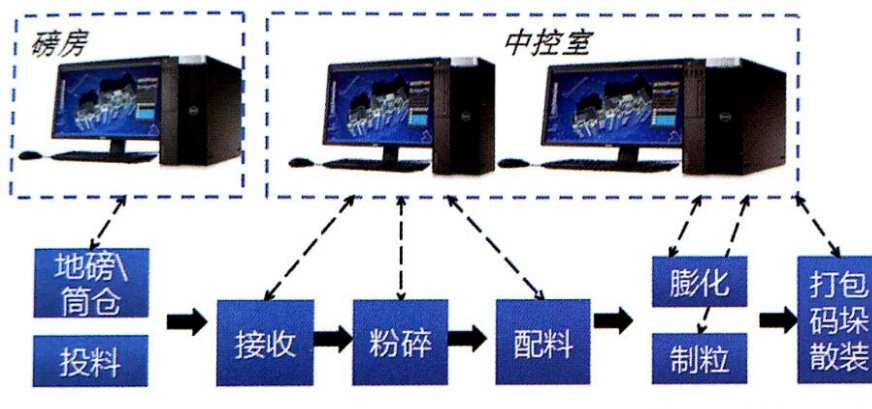 磅房
中控室
地磅\
筒仓
投料
接收
粉碎
配料
膨化
制粒
打包
码垛
散装